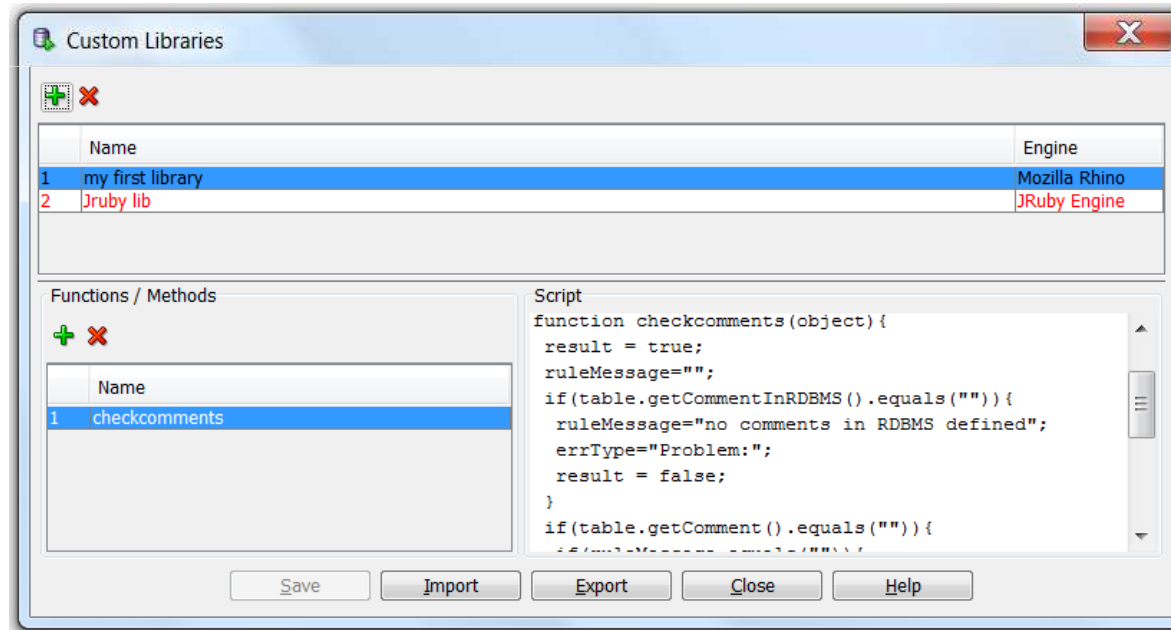 Custom Libraries
Name Engine
1 my first library Mozilla Rhino
2 Jruby lib JRuby Engine
Functions / Methods
Name
1 checkcomments
Script
function checkcomments(object){
result = true;
ruleMessage="";
if(table.getCommentInRDBMS().equals("")){
ruleMessage="no comments in RDBMS defined";
errType="Problem:";
result = false;
}
if(table.getComment().equals("")){
Save Import Export Close Help